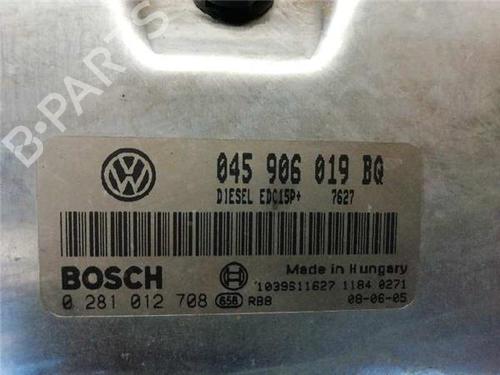 B-PARTS
045 906 019 BQ
DIESEL EDC15P+ 7627
BOSCH
Made in Hungary
1039S11627 1184 0271
0 281 012 708 658 RB8 08-06-05